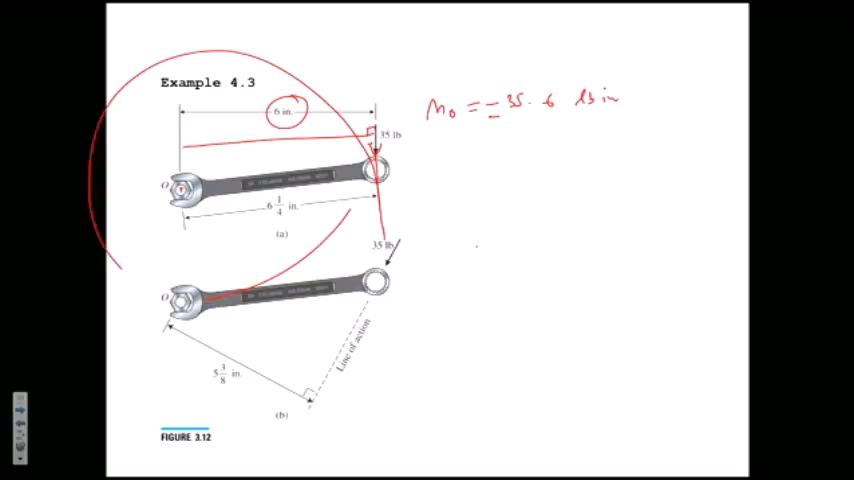 Example 4.3
6 in.
M₀ = - 35 · 6 lb in
35 lb
O
6 1/4 in.
(a)
35 lb
O
Line of action
5 3/8 in.
(b)
FIGURE 3.12